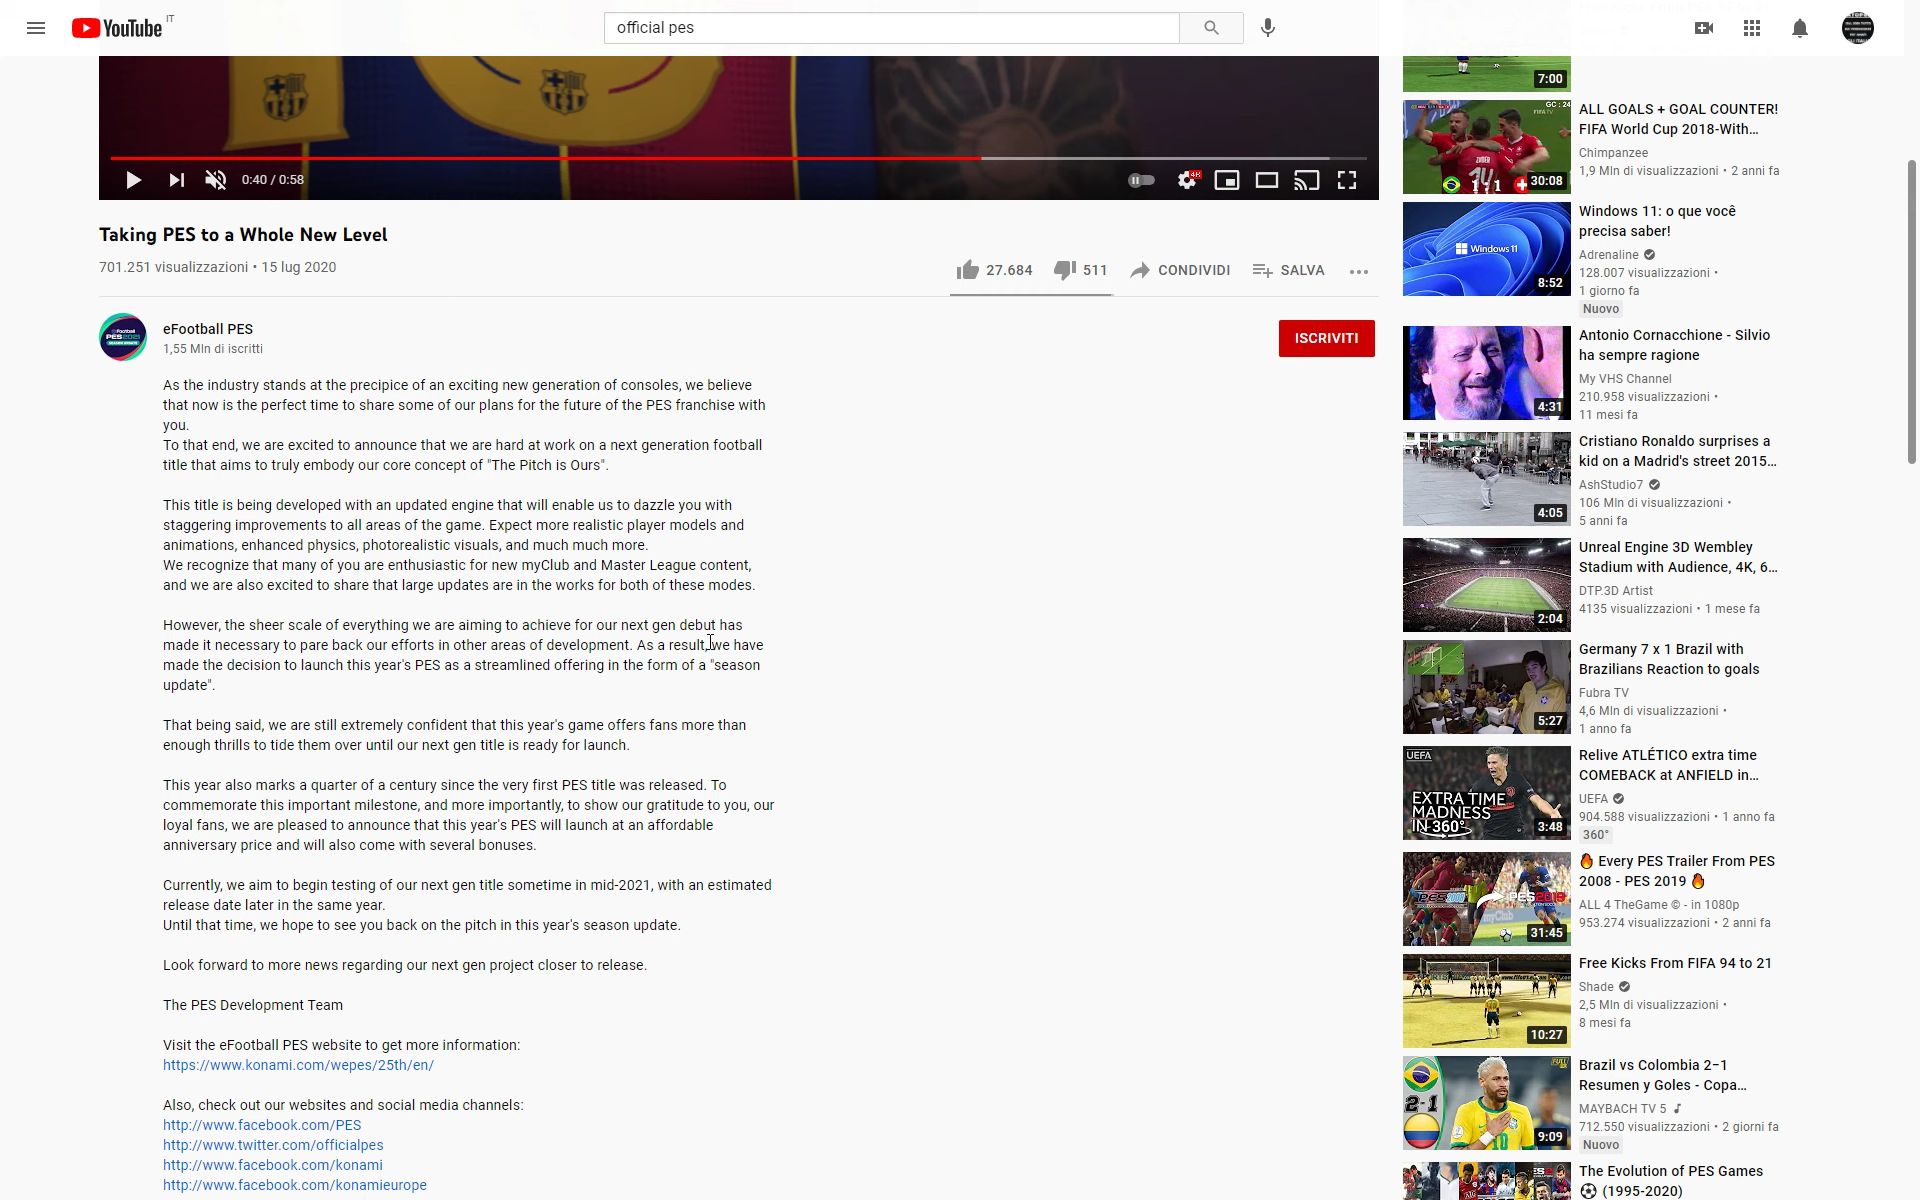 YouTube IT
official pes
0:40 / 0:58
4K
Taking PES to a Whole New Level
701.251 visualizzazioni • 15 lug 2020
27.684
511
CONDIVIDI
SALVA
eFootball PES
1,55 Mln di iscritti
ISCRIVITI
As the industry stands at the precipice of an exciting new generation of consoles, we believe
that now is the perfect time to share some of our plans for the future of the PES franchise with
you.
To that end, we are excited to announce that we are hard at work on a next generation football
title that aims to truly embody our core concept of "The Pitch is Ours".
This title is being developed with an updated engine that will enable us to dazzle you with
staggering improvements to all areas of the game. Expect more realistic player models and
animations, enhanced physics, photorealistic visuals, and much much more.
We recognize that many of you are enthusiastic for new myClub and Master League content,
and we are also excited to share that large updates are in the works for both of these modes.
However, the sheer scale of everything we are aiming to achieve for our next gen debut has
made it necessary to pare back our efforts in other areas of development. As a result, we have
made the decision to launch this year's PES as a streamlined offering in the form of a "season
update".
That being said, we are still extremely confident that this year's game offers fans more than
enough thrills to tide them over until our next gen title is ready for launch.
This year also marks a quarter of a century since the very first PES title was released. To
commemorate this important milestone, and more importantly, to show our gratitude to you, our
loyal fans, we are pleased to announce that this year's PES will launch at an affordable
anniversary price and will also come with several bonuses.
Currently, we aim to begin testing of our next gen title sometime in mid-2021, with an estimated
release date later in the same year.
Until that time, we hope to see you back on the pitch in this year's season update.
Look forward to more news regarding our next gen project closer to release.
The PES Development Team
Visit the eFootball PES website to get more information:
https://www.konami.com/wepes/25th/en/
Also, check out our websites and social media channels:
http://www.facebook.com/PES
http://www.twitter.com/officialpes
http://www.facebook.com/konami
http://www.facebook.com/konamieurope
7:00
GC : 24
1 : 1
30:08
ALL GOALS + GOAL COUNTER!
FIFA World Cup 2018-With…
Chimpanzee
1,9 Mln di visualizzazioni • 2 anni fa
Windows 11
8:52
Windows 11: o que você
precisa saber!
Adrenaline
128.007 visualizzazioni •
1 giorno fa
Nuovo
4:31
Antonio Cornacchione - Silvio
ha sempre ragione
My VHS Channel
210.958 visualizzazioni •
11 mesi fa
4:05
Cristiano Ronaldo surprises a
kid on a Madrid's street 2015…
AshStudio7
106 Mln di visualizzazioni •
5 anni fa
2:04
Unreal Engine 3D Wembley
Stadium with Audience, 4K, 6…
DTP.3D Artist
4135 visualizzazioni • 1 mese fa
5:27
Germany 7 x 1 Brazil with
Brazilians Reaction to goals
Fubra TV
4,6 Mln di visualizzazioni •
1 anno fa
UEFA
EXTRA TIME
MADNESS
IN 360°
3:48
Relive ATLÉTICO extra time
COMEBACK at ANFIELD in…
UEFA
904.588 visualizzazioni • 1 anno fa
360°
31:45
🔥 Every PES Trailer From PES
2008 - PES 2019 🔥
ALL 4 TheGame © - in 1080p
953.274 visualizzazioni • 2 anni fa
10:27
Free Kicks From FIFA 94 to 21
Shade
2,5 Mln di visualizzazioni •
8 mesi fa
2-1
9:09
Brazil vs Colombia 2−1
Resumen y Goles - Copa…
MAYBACH TV 5
712.550 visualizzazioni • 2 giorni fa
Nuovo
The Evolution of PES Games
⚽ (1995-2020)